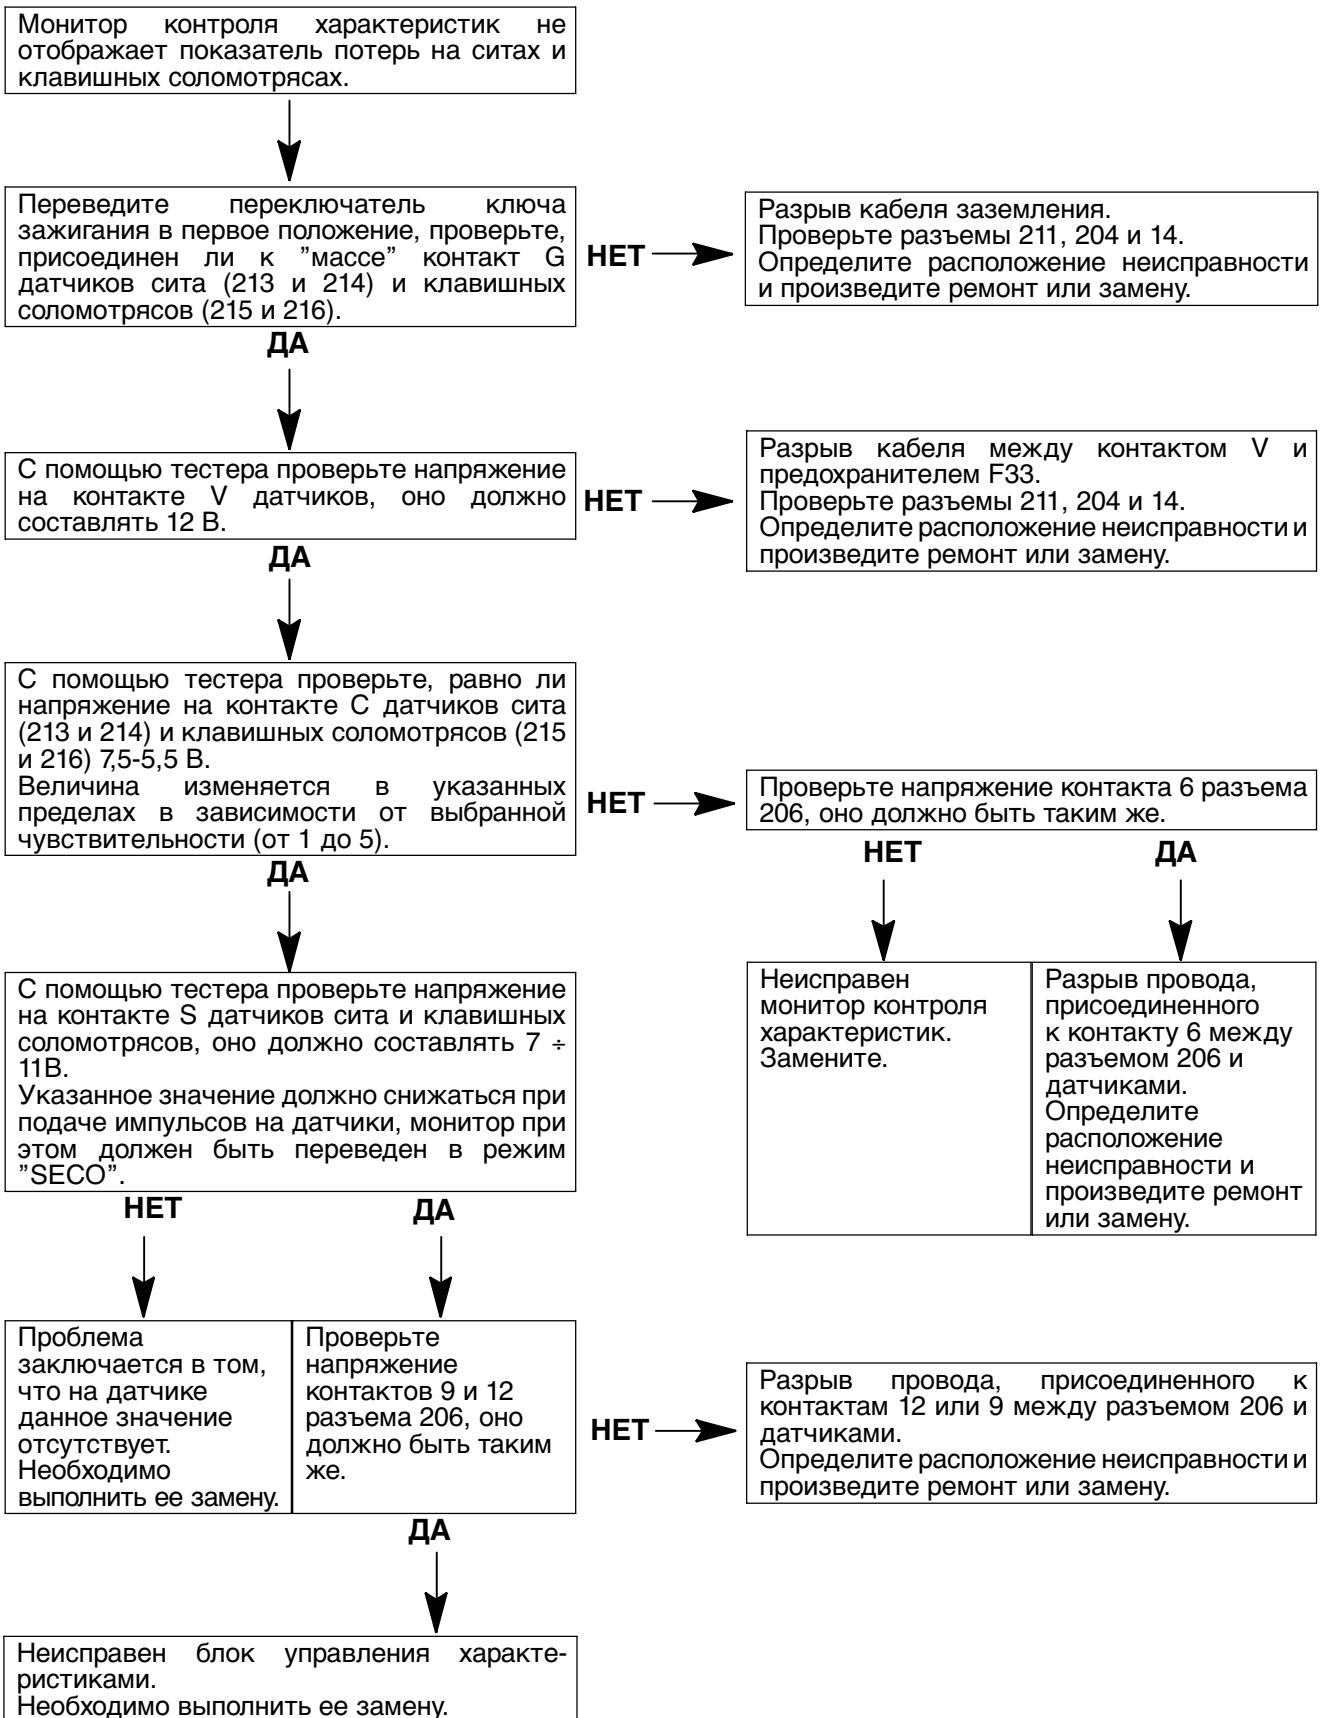 Монитор контроля характеристик не
отображает показатель потерь на ситах и
клавишных соломотрясах.
Переведите переключатель ключа
зажигания в первое положение, проверьте,
присоединен ли к ”массе” контакт G
датчиков сита (213 и 214) и клавишных
соломотрясов (215 и 216).
НЕТ
Разрыв кабеля заземления.
Проверьте разъемы 211, 204 и 14.
Определите расположение неисправности
и произведите ремонт или замену.
ДА
С помощью тестера проверьте напряжение
на контакте V датчиков, оно должно
составлять 12 В.
НЕТ
Разрыв кабеля между контактом V и
предохранителем F33.
Проверьте разъемы 211, 204 и 14.
Определите расположение неисправности и
произведите ремонт или замену.
ДА
С помощью тестера проверьте, равно ли
напряжение на контакте С датчиков сита
(213 и 214) и клавишных соломотрясов (215
и 216) 7,5-5,5 В.
Величина изменяется в указанных
пределах в зависимости от выбранной
чувствительности (от 1 до 5).
НЕТ
Проверьте напряжение контакта 6 разъема
206, оно должно быть таким же.
НЕТ
ДА
Неисправен
монитор контроля
характеристик.
Замените.
Разрыв провода,
присоединенного
к контакту 6 между
разъемом 206 и
датчиками.
Определите
расположение
неисправности и
произведите ремонт
или замену.
ДА
С помощью тестера проверьте напряжение
на контакте S датчиков сита и клавишных
соломотрясов, оно должно составлять 7 ÷
11В.
Указанное значение должно снижаться при
подаче импульсов на датчики, монитор при
этом должен быть переведен в режим
”SECO”.
НЕТ
ДА
Проблема
заключается в том,
что на датчике
данное значение
отсутствует.
Необходимо
выполнить ее замену.
Проверьте
напряжение
контактов 9 и 12
разъема 206, оно
должно быть таким
же.
НЕТ
Разрыв провода, присоединенного к
контактам 12 или 9 между разъемом 206 и
датчиками.
Определите расположение неисправности и
произведите ремонт или замену.
ДА
Неисправен блок управления характе-
ристиками.
Необходимо выполнить ее замену.